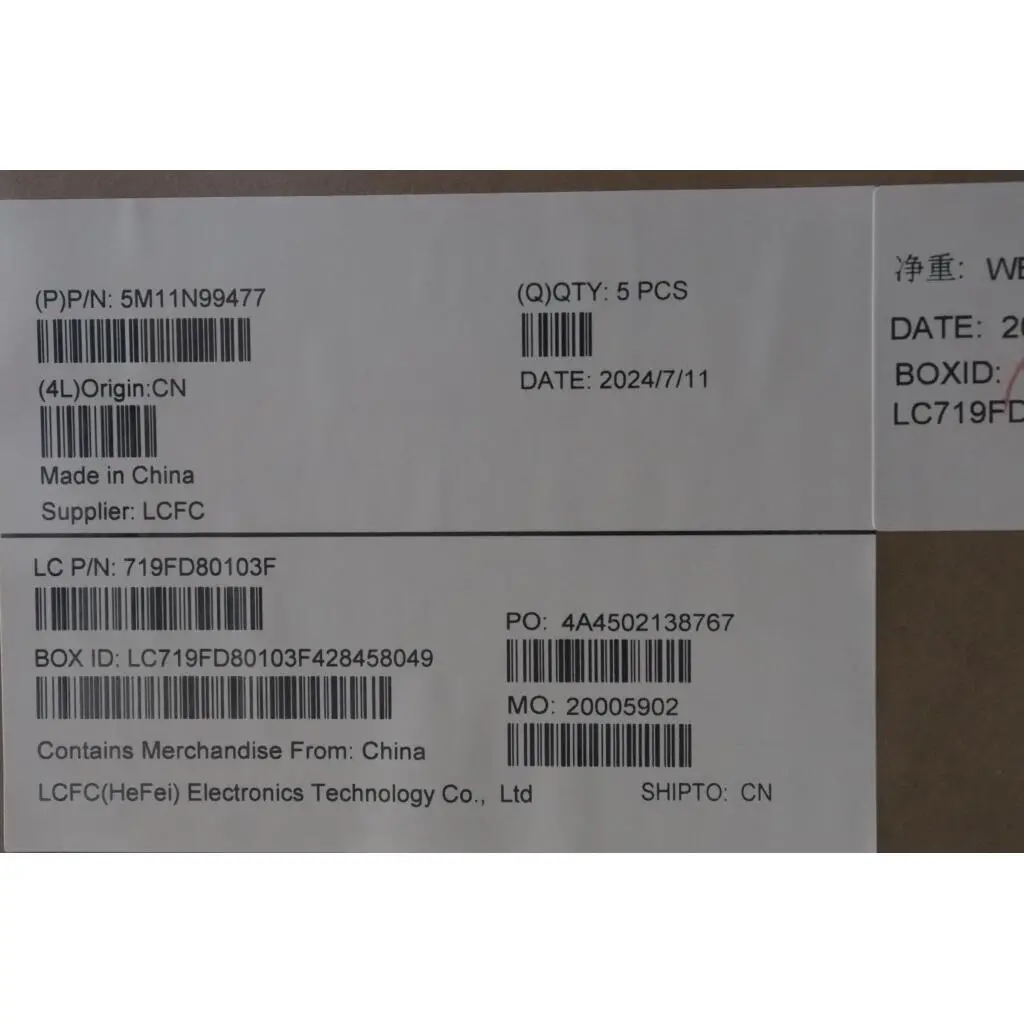 (P)P/N: 5M11N99477
(Q)QTY: 5 PCS
(4L)Origin:CN
DATE: 2024/7/11
Made in China
Supplier: LCFC
LC P/N: 719FD80103F
PO: 4A4502138767
BOX ID: LC719FD80103F428458049
MO: 20005902
Contains Merchandise From: China
LCFC(HeFei) Electronics Technology Co., Ltd
SHIPTO: CN
净重:
DATE:
BOXID: